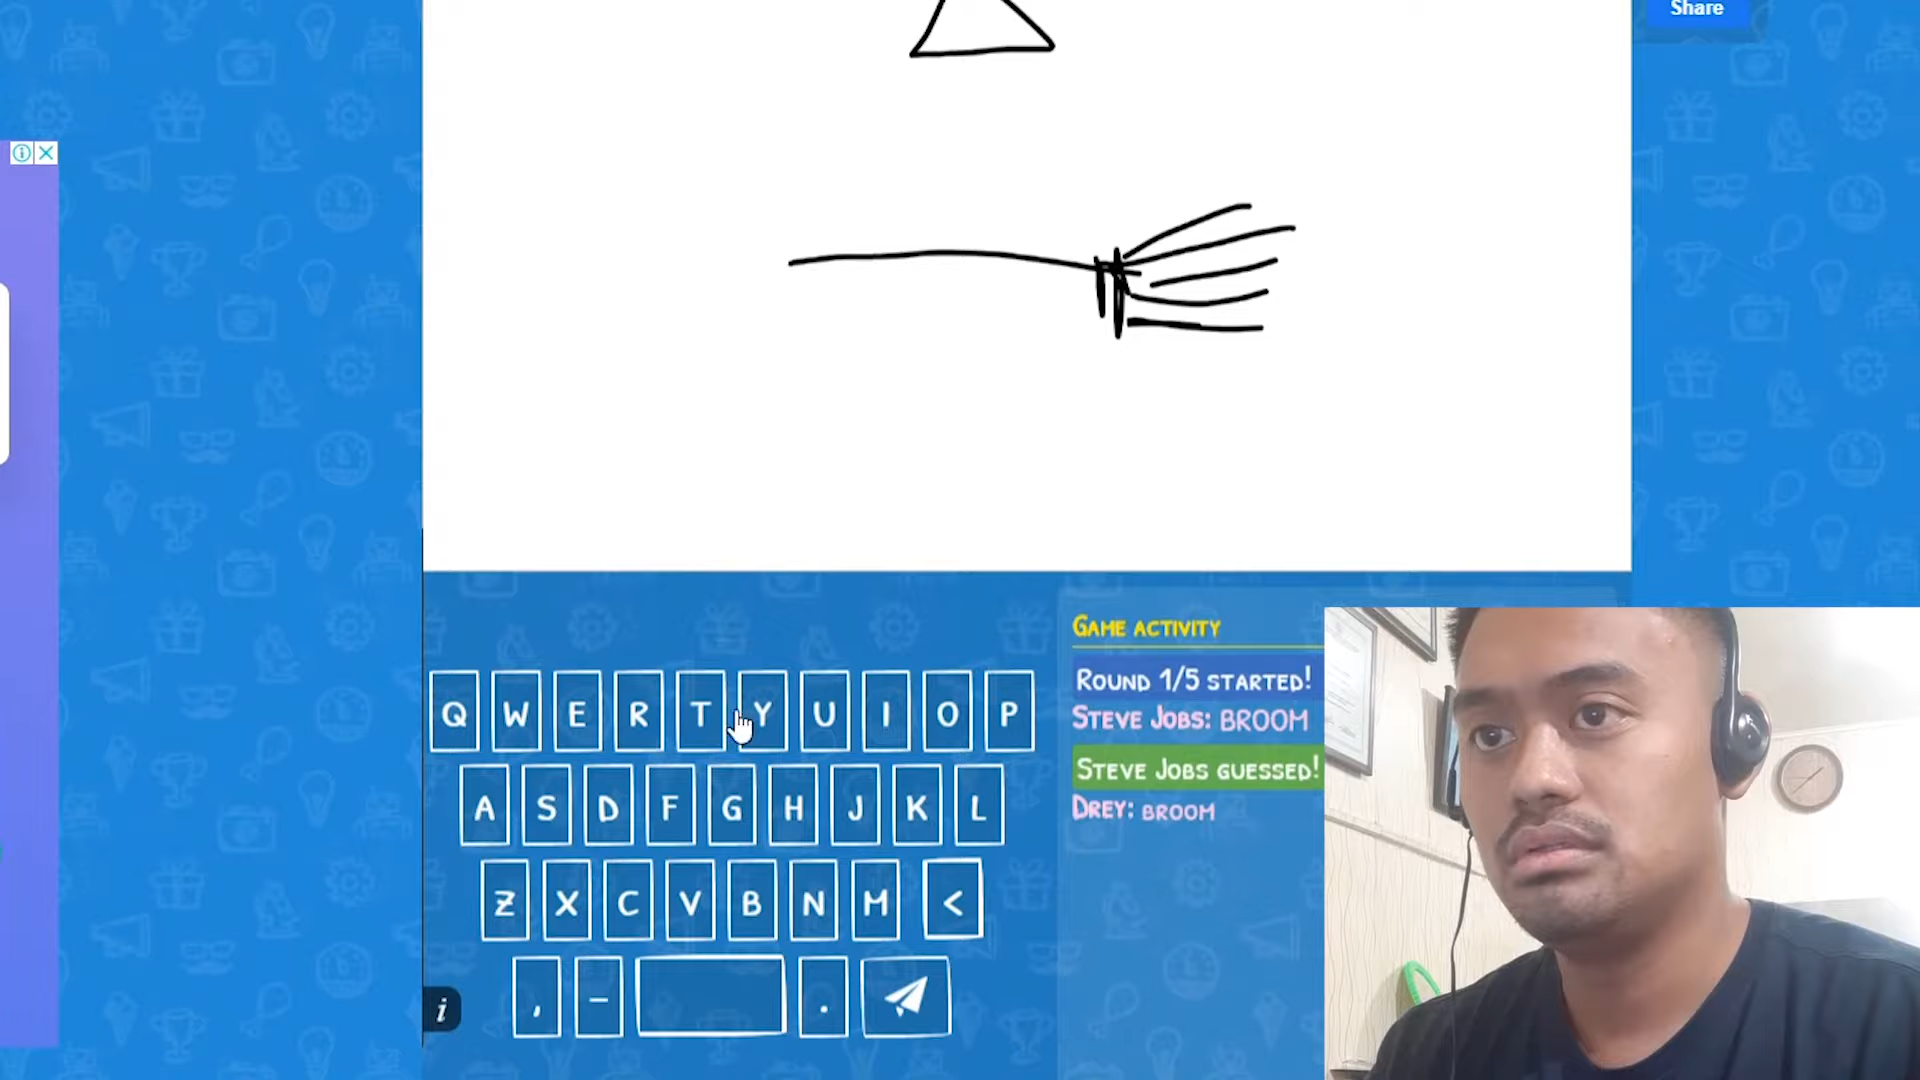 Share
GAME ACTIVITY
ROUND 1/5 STARTED!
STEVE JOBS: BROOM
STEVE JOBS GUESSED!
DREY: BROOM
Q W E R T Y U I O P
A S D F G H J K L
Z X C V B N M <
, – .
i